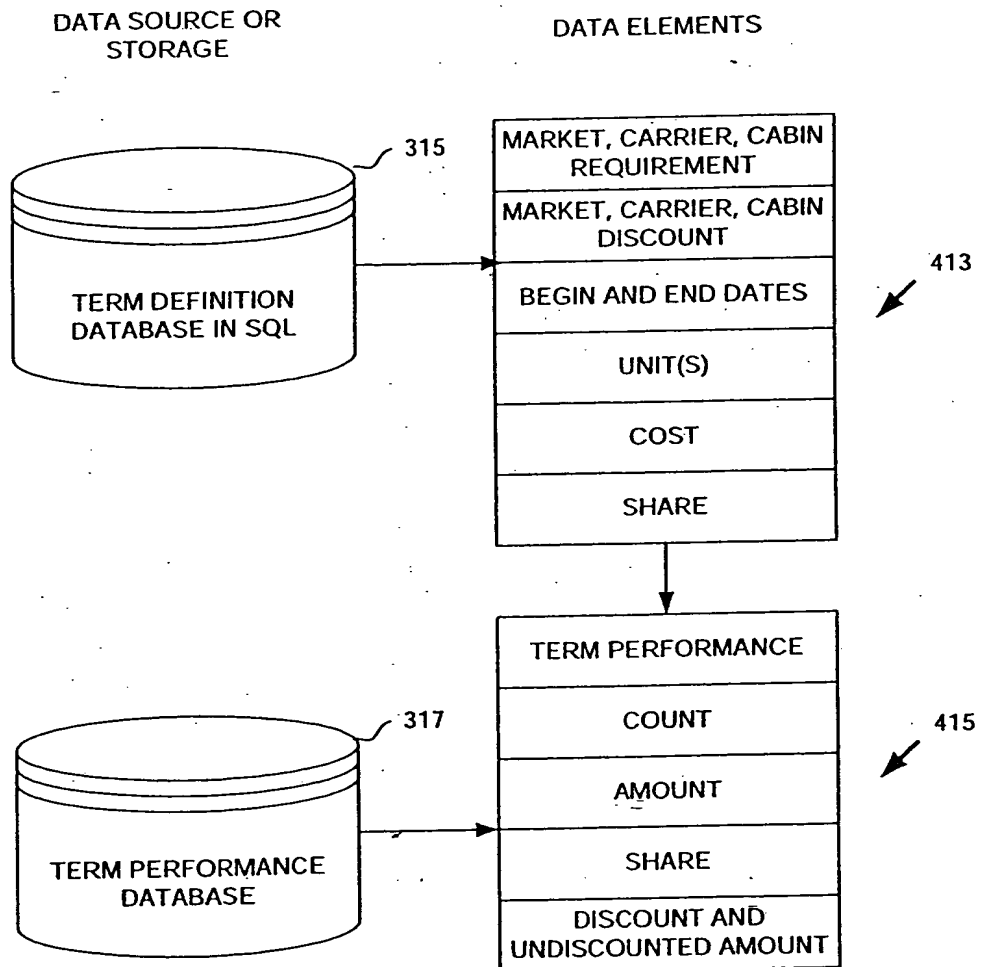 DATA SOURCE OR
STORAGE
DATA ELEMENTS
315
TERM DEFINITION
DATABASE IN SQL
MARKET, CARRIER, CABIN
REQUIREMENT
MARKET, CARRIER, CABIN
DISCOUNT
BEGIN AND END DATES
UNIT(S)
COST
SHARE
413
317
TERM PERFORMANCE
DATABASE
TERM PERFORMANCE
COUNT
AMOUNT
SHARE
DISCOUNT AND
UNDISCOUNTED AMOUNT
415